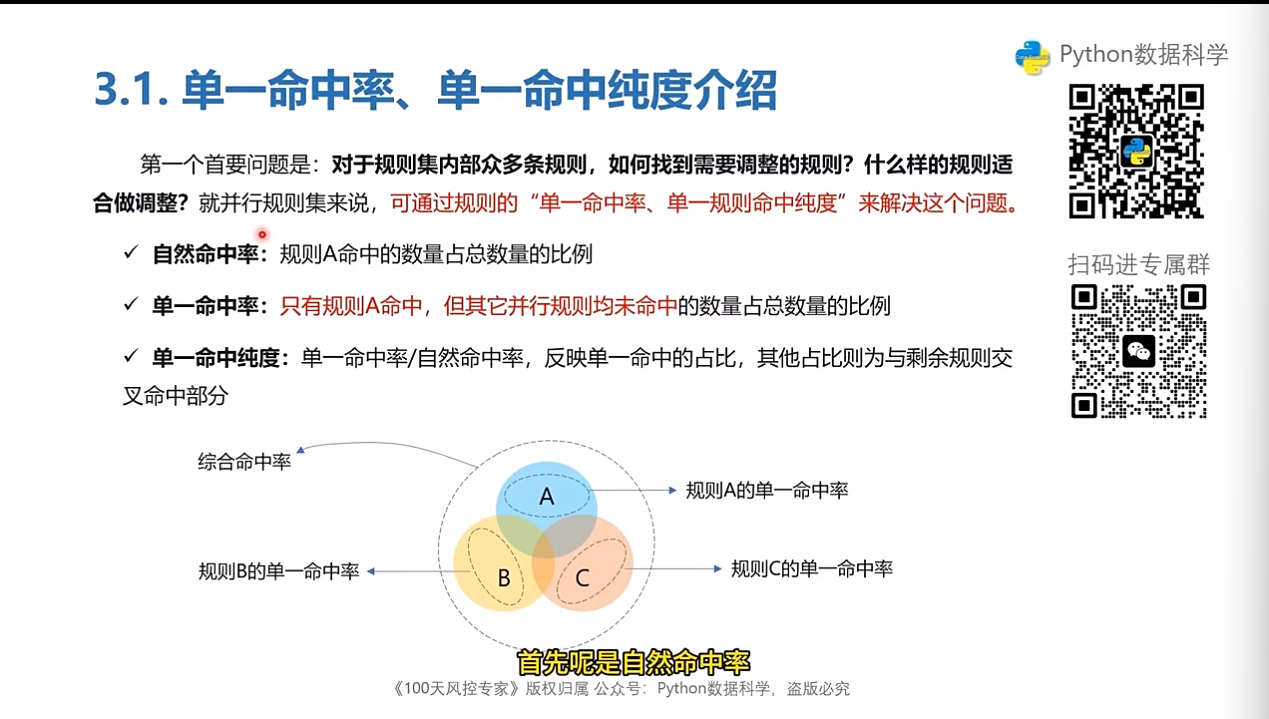 Python数据科学
3.1. 单一命中率、单一命中纯度介绍
第一个首要问题是：对于规则集内部众多条规则，如何找到需要调整的规则？什么样的规则适
合做调整？就并行规则集来说，可通过规则的“单一命中率、单一规则命中纯度”来解决这个问题。
✓ 自然命中率：规则A命中的数量占总数量的比例
✓ 单一命中率：只有规则A命中，但其它并行规则均未命中的数量占总数量的比例
✓ 单一命中纯度：单一命中率/自然命中率，反映单一命中的占比，其他占比则为与剩余规则交
叉命中部分
扫码进专属群
综合命中率
A
规则A的单一命中率
规则B的单一命中率
B
C
规则C的单一命中率
首先呢是自然命中率
《100天风控专家》版权归属 公众号：Python数据科学，盗版必究